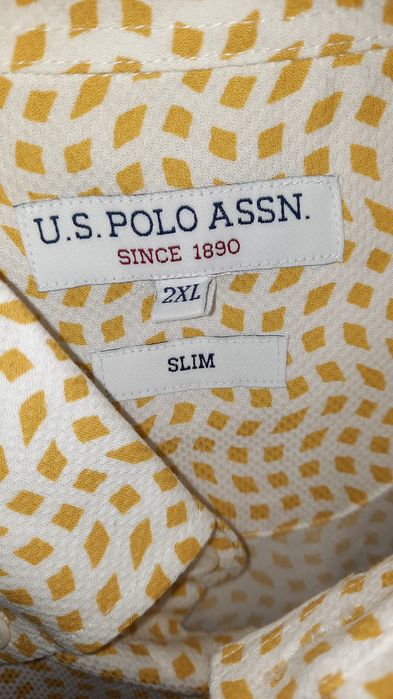 U.S. POLO ASSN.
SINCE 1890
2XL
SLIM